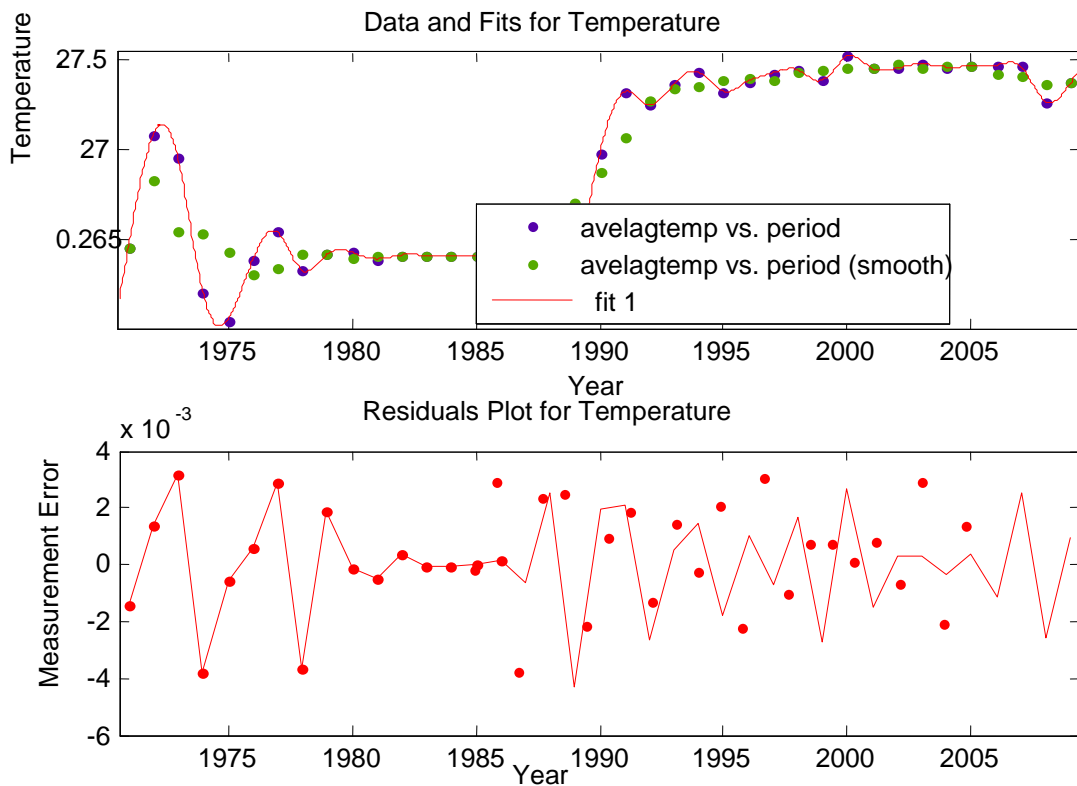 Data and Fits for Temperature
Temperature
27.5
27
0.265
avelagtemp vs. period
avelagtemp vs. period (smooth)
fit 1
1975 1980 1985 1990 1995 2000 2005
Year
Residuals Plot for Temperature
x 10 -3
Measurement Error
4
2
0
-2
-4
-6
1975 1980 1985 1990 1995 2000 2005
Year